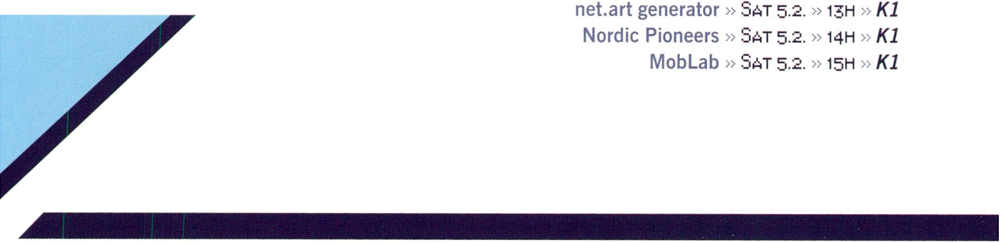 net.art generator » SAT 5.2. » 13H » K1
Nordic Pioneers » SAT 5.2. » 14H » K1
MobLab » SAT 5.2. » 15H » K1